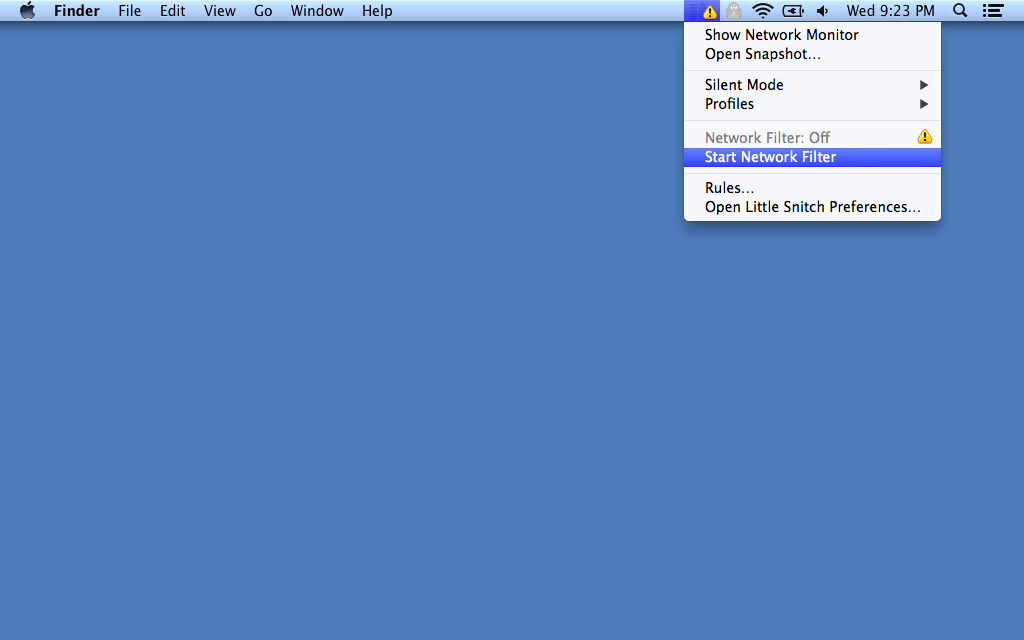 Finder File Edit View Go Window Help Wed 9:23 PM
Show Network Monitor
Open Snapshot...
Silent Mode
Profiles
Network Filter: Off
Start Network Filter
Rules...
Open Little Snitch Preferences...